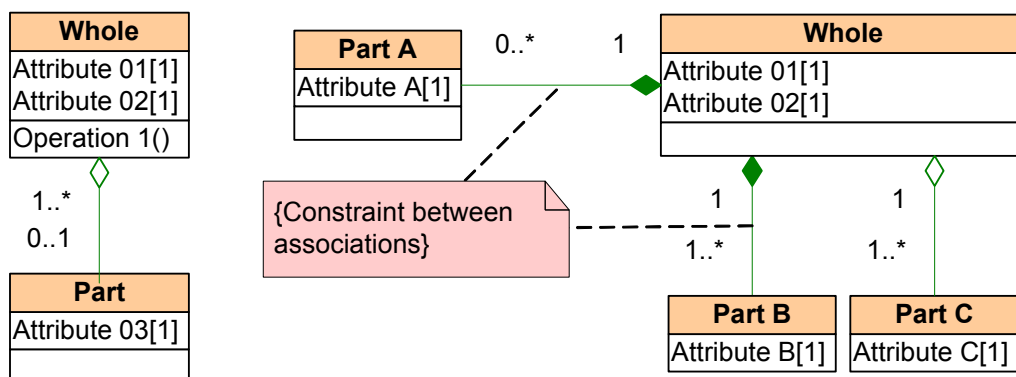 Whole
Attribute 01[1]
Attribute 02[1]
Operation 1()
1..*
0..1
Part
Attribute 03[1]
Part A
Attribute A[1]
0..*
1
Whole
Attribute 01[1]
Attribute 02[1]
{Constraint between
associations}
1
1..*
1
1..*
Part B
Attribute B[1]
Part C
Attribute C[1]